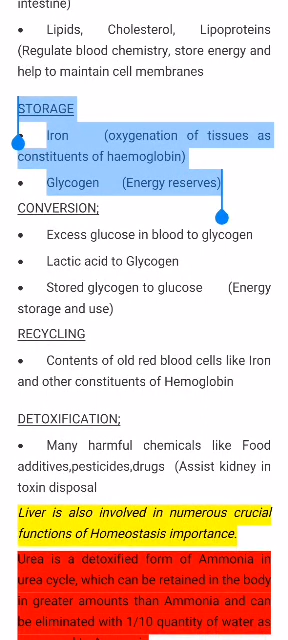 intestine)
• Lipids, Cholesterol, Lipoproteins
(Regulate blood chemistry, store energy and
help to maintain cell membranes
STORAGE
• Iron (oxygenation of tissues as
constituents of haemoglobin)
• Glycogen (Energy reserves)
CONVERSION;
• Excess glucose in blood to glycogen
• Lactic acid to Glycogen
• Stored glycogen to glucose (Energy
storage and use)
RECYCLING
• Contents of old red blood cells like Iron
and other constituents of Hemoglobin
DETOXIFICATION;
• Many harmful chemicals like Food
additives,pesticides,drugs (Assist kidney in
toxin disposal
Liver is also involved in numerous crucial
functions of Homeostasis importance.
Urea is a detoxified form of Ammonia in
urea cycle, which can be retained in the body
in greater amounts than Ammonia and can
be eliminated with 1/10 quantity of water as